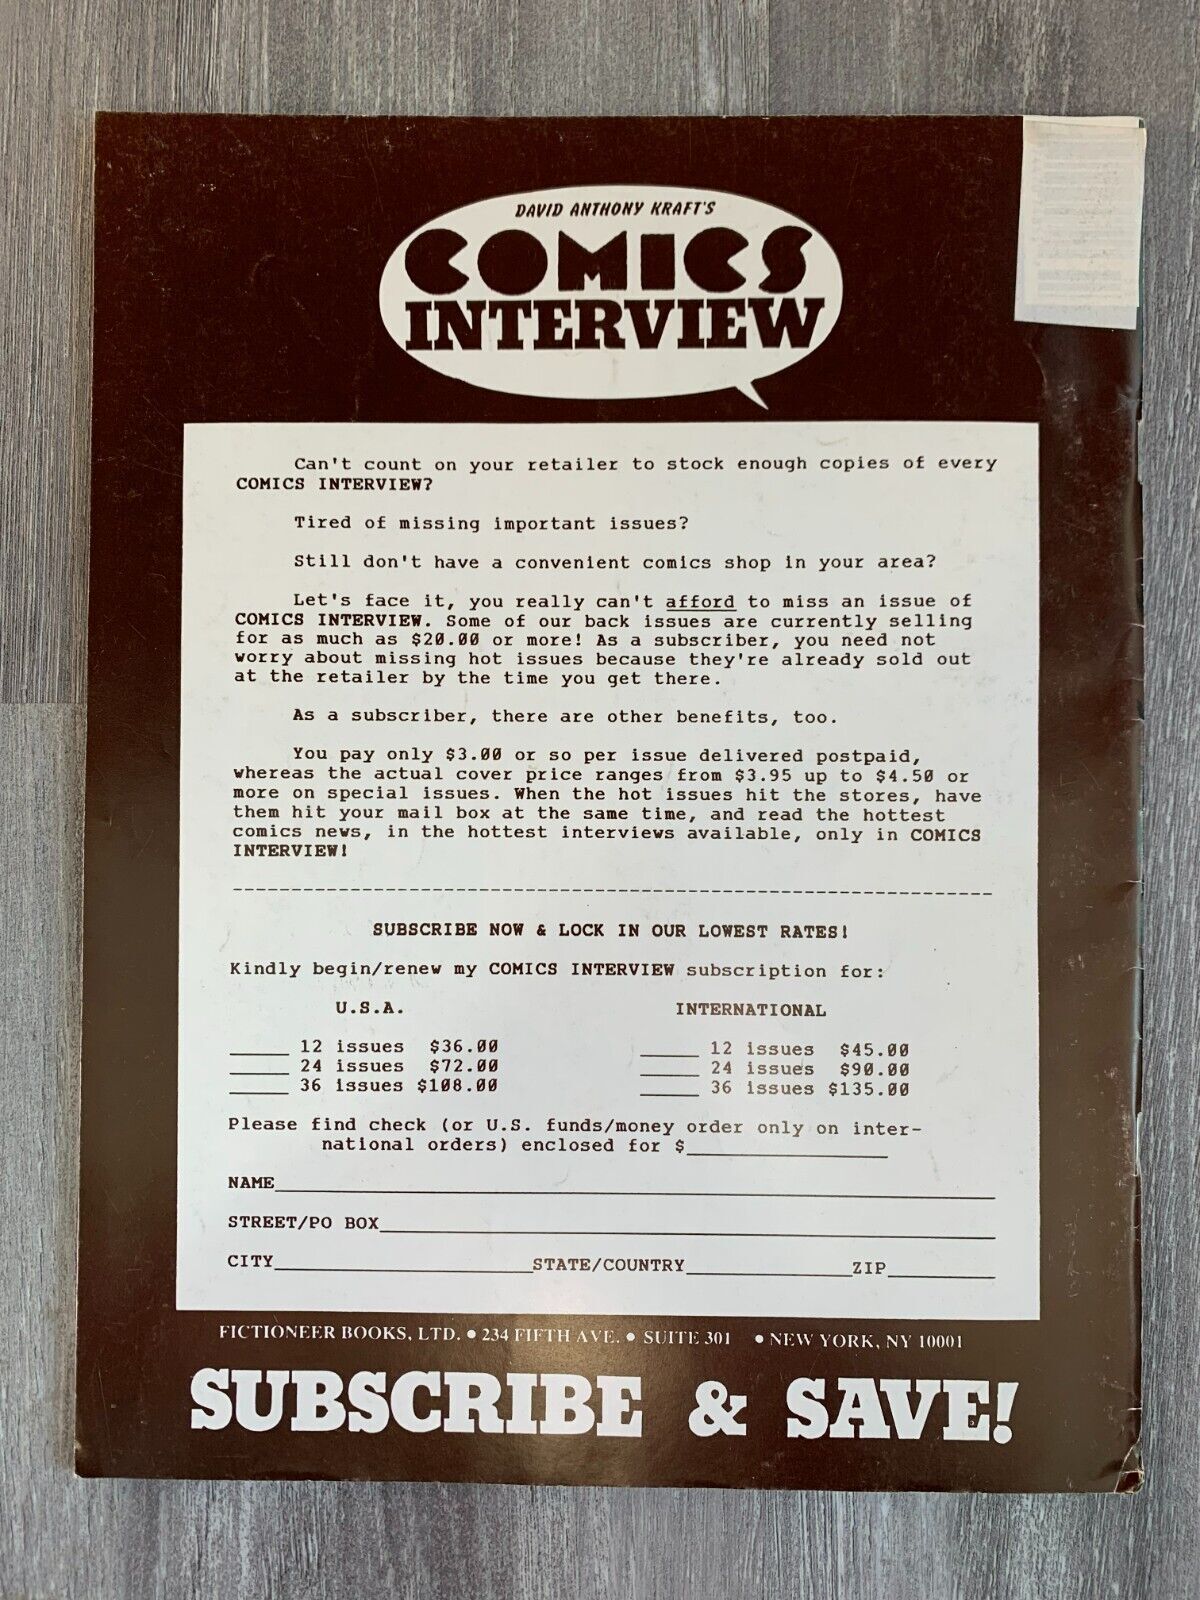 DAVID ANTHONY KRAFT'S
COMICS
INTERVIEW
Can't count on your retailer to stock enough copies of every
COMICS INTERVIEW?
Tired of missing important issues?
Still don't have a convenient comics shop in your area?
Let's face it, you really can't afford to miss an issue of
COMICS INTERVIEW. Some of our back issues are currently selling
for as much as $20.00 or more! As a subscriber, you need not
worry about missing hot issues because they're already sold out
at the retailer by the time you get there.
As a subscriber, there are other benefits, too.
You pay only $3.00 or so per issue delivered postpaid,
whereas the actual cover price ranges from $3.95 up to $4.50 or
more on special issues. When the hot issues hit the stores, have
them hit your mail box at the same time, and read the hottest
comics news, in the hottest interviews available, only in COMICS
INTERVIEW!
SUBSCRIBE NOW & LOCK IN OUR LOWEST RATES!
Kindly begin/renew my COMICS INTERVIEW subscription for:
U.S.A. INTERNATIONAL
_____ 12 issues $36.00 _____ 12 issues $45.00
_____ 24 issues $72.00 _____ 24 issues $90.00
_____ 36 issues $108.00 _____ 36 issues $135.00
Please find check (or U.S. funds/money order only on inter-
national orders) enclosed for $_________________
NAME_____________________________________________
STREET/PO BOX____________________________________
CITY______________________STATE/COUNTRY______________ZIP_________
FICTIONEER BOOKS, LTD. • 234 FIFTH AVE. • SUITE 301 • NEW YORK, NY 10001
SUBSCRIBE & SAVE!